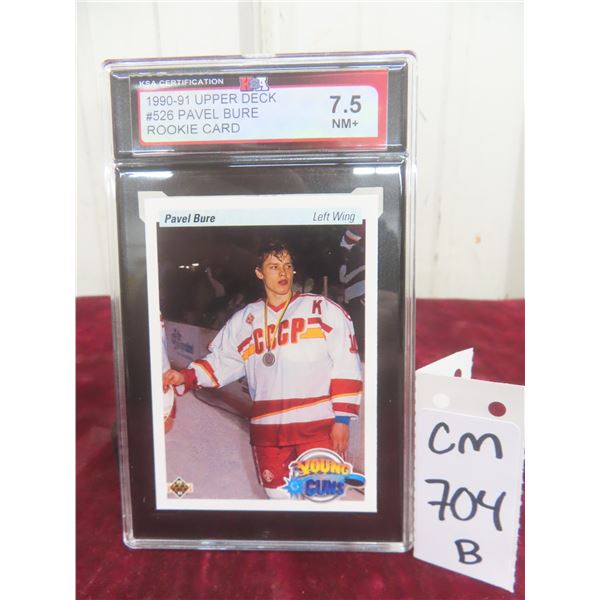 KSA CERTIFICATION KSA
1990-91 UPPER DECK
#526 PAVEL BURE
ROOKIE CARD
7.5
NM+
Pavel Bure
Left Wing
K
CCCP
YOUNG
GUNS
CM
704
B